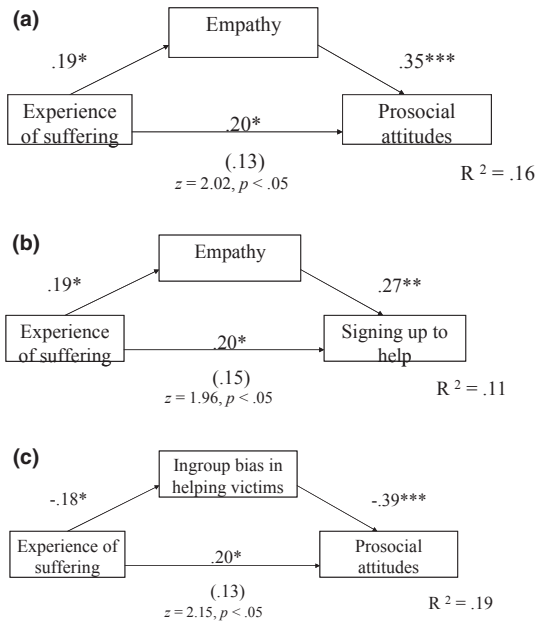 (a)
Empathy
.19*
.35***
Experience
of suffering
.20*
Prosocial
attitudes
(.13)
z = 2.02, p < .05
R ² = .16
(b)
Empathy
.19*
.27**
Experience
of suffering
.20*
Signing up to
help
(.15)
z = 1.96, p < .05
R ² = .11
(c)
Ingroup bias in
helping victims
-.18*
-.39***
Experience of
suffering
.20*
Prosocial
attitudes
(.13)
z = 2.15, p < .05
R ² = .19